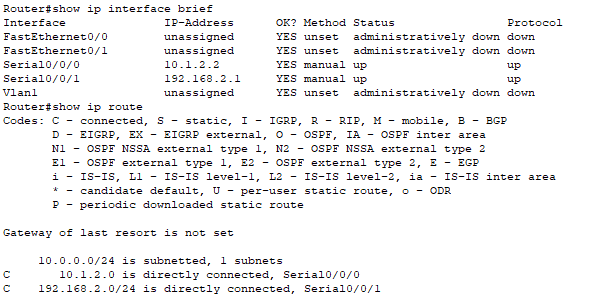 Router#show ip interface brief
Interface              IP-Address      OK? Method Status                Protocol
FastEthernet0/0        unassigned      YES unset  administratively down down
FastEthernet0/1        unassigned      YES unset  administratively down down
Serial0/0/0            10.1.2.2        YES manual up                    up
Serial0/0/1            192.168.2.1     YES manual up                    up
Vlan1                  unassigned      YES unset  administratively down down
Router#show ip route
Codes: C - connected, S - static, I - IGRP, R - RIP, M - mobile, B - BGP
       D - EIGRP, EX - EIGRP external, O - OSPF, IA - OSPF inter area
       N1 - OSPF NSSA external type 1, N2 - OSPF NSSA external type 2
       E1 - OSPF external type 1, E2 - OSPF external type 2, E - EGP
       i - IS-IS, L1 - IS-IS level-1, L2 - IS-IS level-2, ia - IS-IS inter area
       * - candidate default, U - per-user static route, o - ODR
       P - periodic downloaded static route
Gateway of last resort is not set
     10.0.0.0/24 is subnetted, 1 subnets
C       10.1.2.0 is directly connected, Serial0/0/0
C    192.168.2.0/24 is directly connected, Serial0/0/1